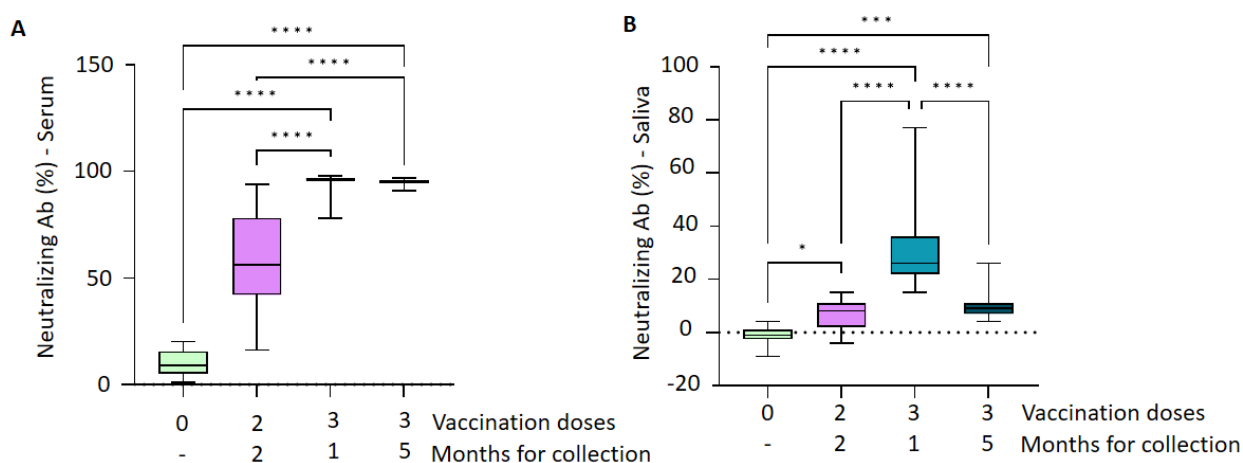 A
Neutralizing Ab (%) - Serum
150
100
50
0
****
****
****
****
0 2 3 3 Vaccination doses
- 2 1 5 Months for collection
B
Neutralizing Ab (%) - Saliva
100
80
60
40
20
0
-20
***
****
**** ****
*
0 2 3 3 Vaccination doses
- 2 1 5 Months for collection